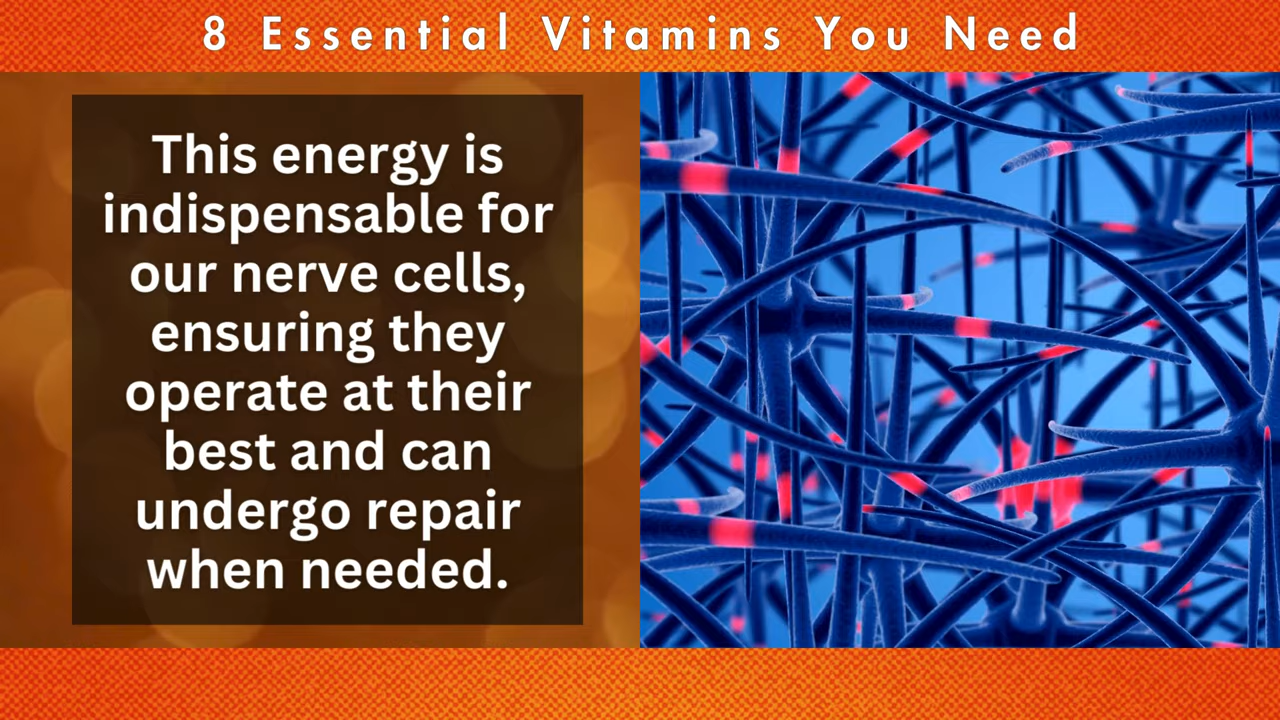 8 Essential Vitamins You Need
This energy is
indispensable for
our nerve cells,
ensuring they
operate at their
best and can
undergo repair
when needed.